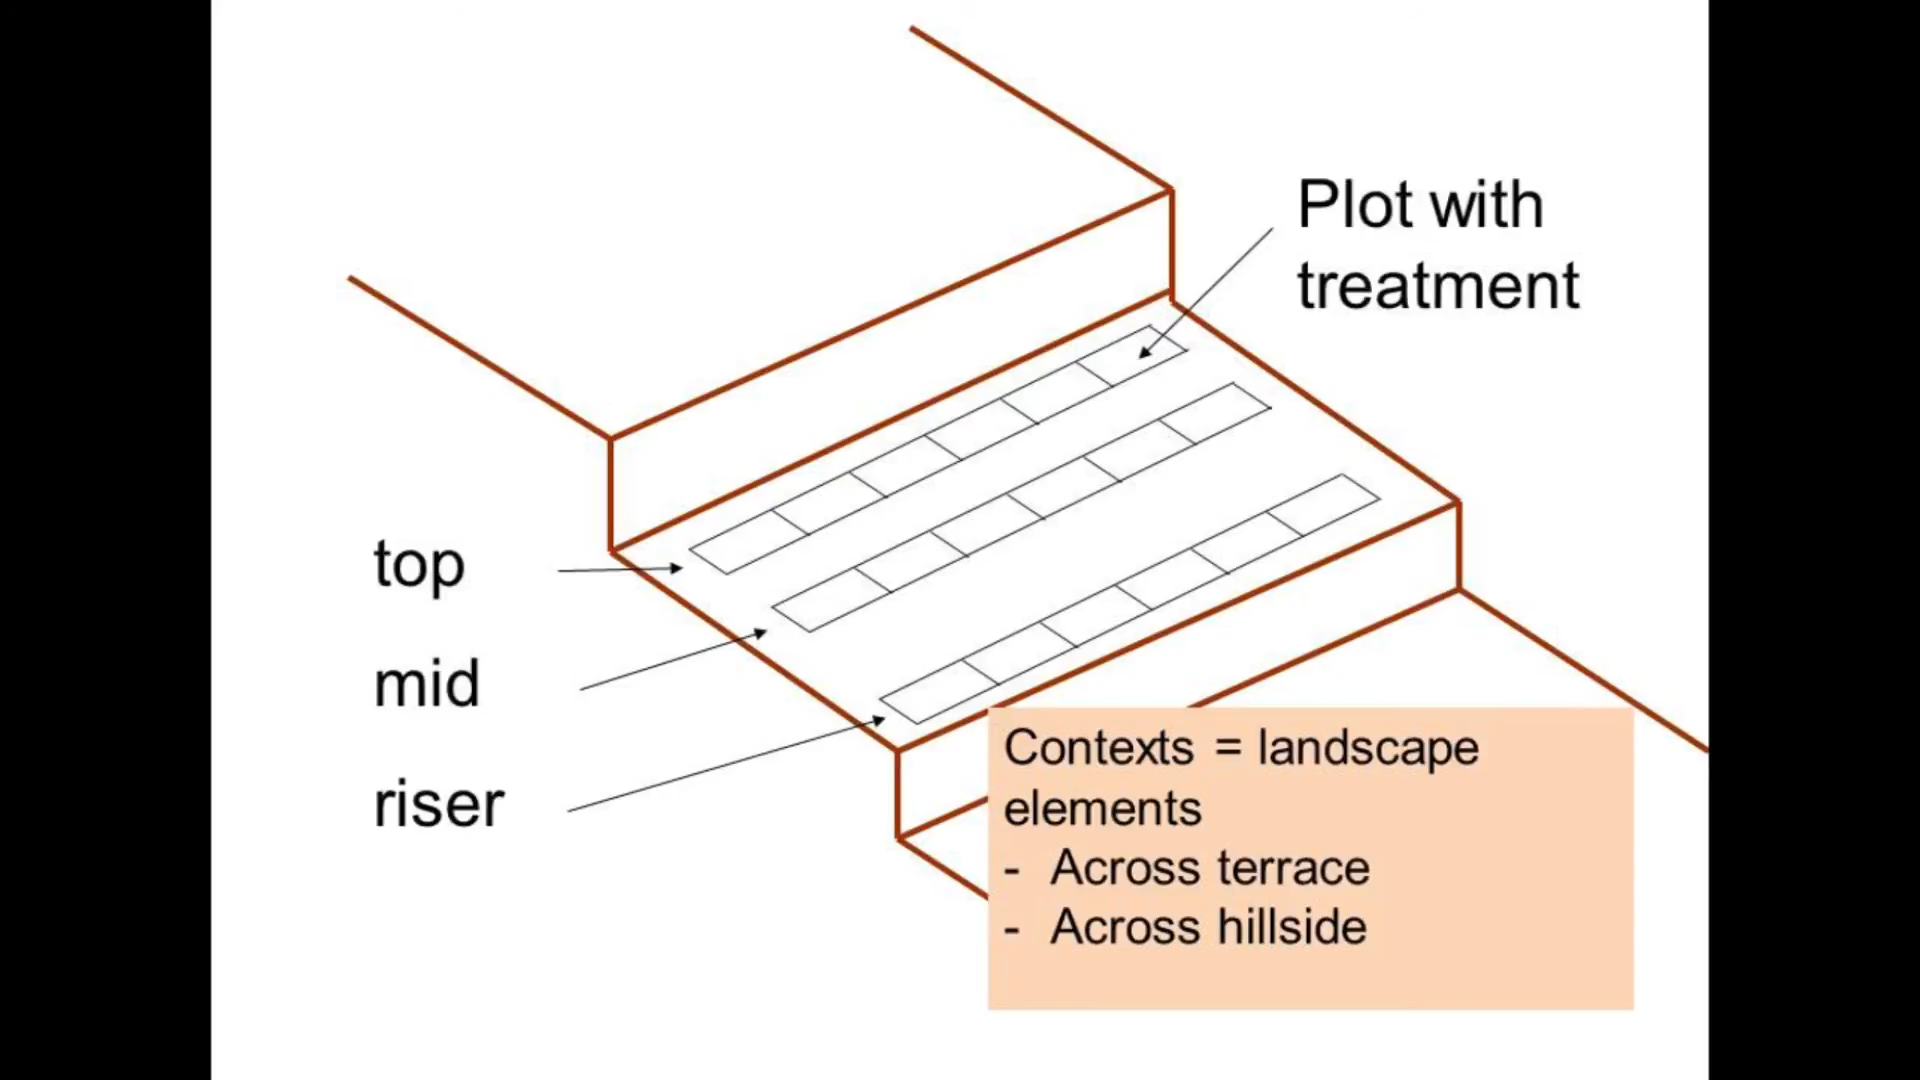 Plot with
treatment
top
mid
riser
Contexts = landscape
elements
- Across terrace
- Across hillside